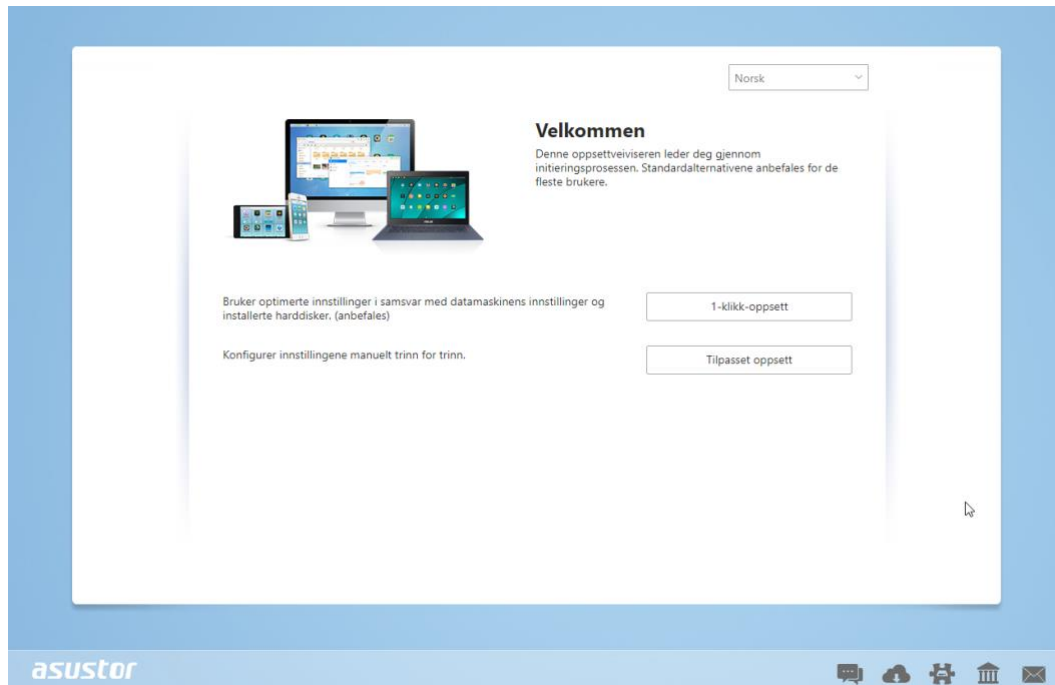 Norsk
Velkommen
Denne oppsettveiviseren leder deg gjennom
initieringsprosessen. Standardalternativene anbefales for de
fleste brukere.
Bruker optimerte innstillinger i samsvar med datamaskinens innstillinger og
installerte harddisker. (anbefales)
1-klikk-oppsett
Konfigurer innstillingene manuelt trinn for trinn.
Tilpasset oppsett
asustor